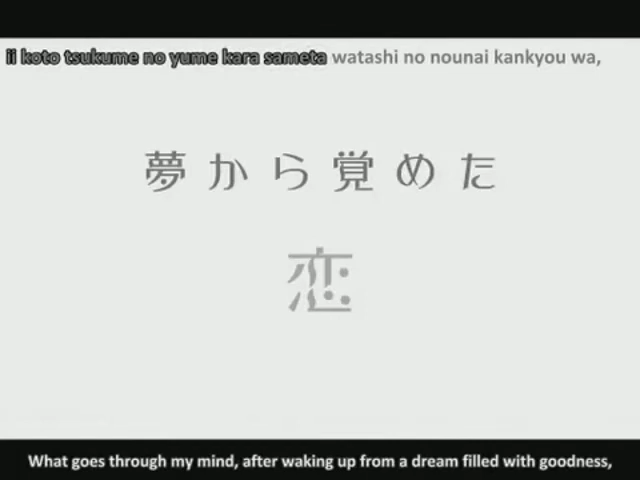 ii koto tsukume no yume kara sameta watashi no nounai kankyou wa,
夢から覚めた
恋
What goes through my mind, after waking up from a dream filled with goodness,